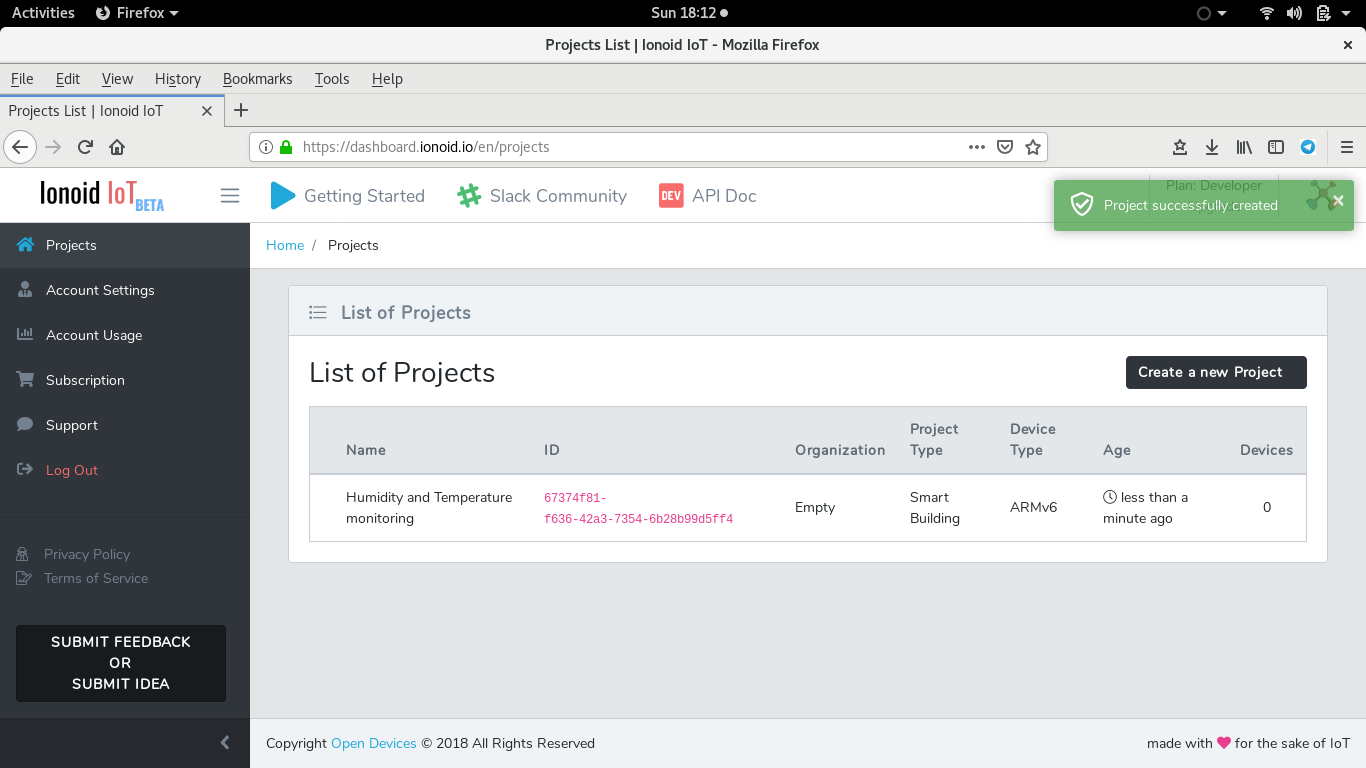 Activities Firefox Sun 18:12
Projects List | Ionoid IoT - Mozilla Firefox
File Edit View History Bookmarks Tools Help
Projects List | Ionoid IoT
https://dashboard.ionoid.io/en/projects
Ionoid IoT BETA
Getting Started
Slack Community
DEV API Doc
Plan: Developer
Project successfully created
Projects
Account Settings
Account Usage
Subscription
Support
Log Out
Privacy Policy
Terms of Service
SUBMIT FEEDBACK
OR
SUBMIT IDEA
Home / Projects
List of Projects
List of Projects
Create a new Project
Name ID Organization Project Type Device Type Age Devices
Humidity and Temperature monitoring
67374f81-
f636-42a3-7354-6b28b99d5ff4
Empty
Smart Building
ARMv6
less than a minute ago
0
Copyright Open Devices © 2018 All Rights Reserved
made with for the sake of IoT